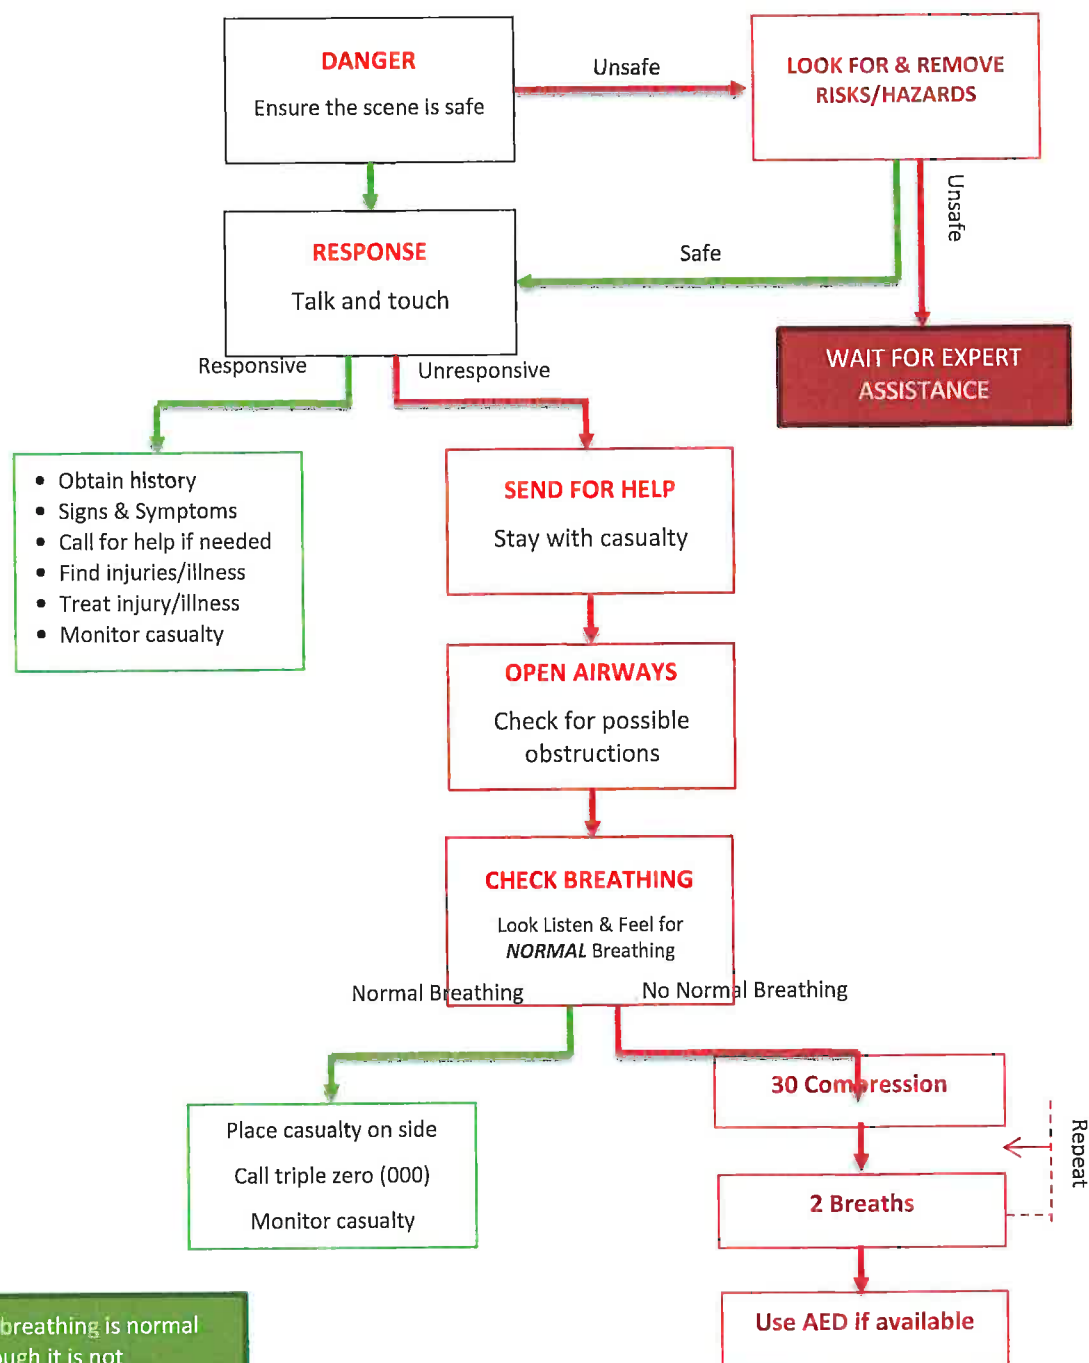 DANGER
Ensure the scene is safe
Unsafe
LOOK FOR & REMOVE
RISKS/HAZARDS
Unsafe
Safe
RESPONSE
Talk and touch
WAIT FOR EXPERT
ASSISTANCE
Responsive
Unresponsive
• Obtain history
• Signs & Symptoms
• Call for help if needed
• Find injuries/illness
• Treat injury/illness
• Monitor casualty
SEND FOR HELP
Stay with casualty
OPEN AIRWAYS
Check for possible
obstructions
CHECK BREATHING
Look Listen & Feel for
NORMAL Breathing
Normal Breathing
No Normal Breathing
Place casualty on side
Call triple zero (000)
Monitor casualty
30 Compression
2 Breaths
Repeat
Use AED if available
breathing is normal
ough it is not